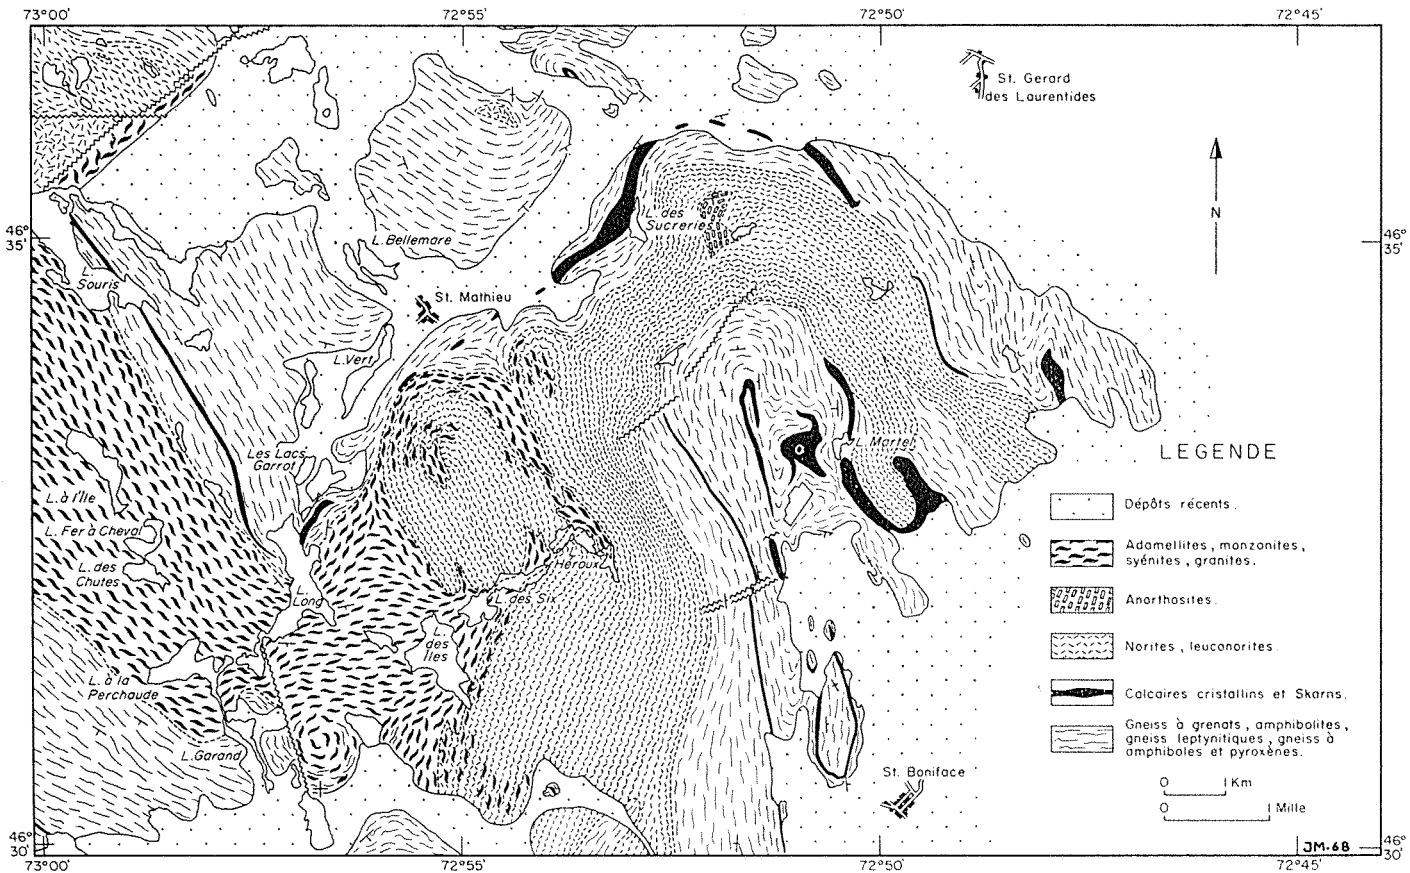 73°00'
72°55'
72°50'
72°45'
St. Gerard
des Laurentides
N
46°
35'
46°
35'
L. des
Sucreries
L. Bellemare
L.
Souris
St. Mathieu
L. Vert
Les Lacs
Garrot
L. Martel
L. à l'Ile
L. Fer à Cheval
L. des
Chutes
Héroux
L. des Six
L.
Long
L.
des
Iles
L. à la
Perchaude
L. Garand
St. Boniface
LEGENDE
Dépôts récents.
Adamellites, monzonites,
syénites, granites.
Anorthosites.
Norites, leuconorites.
Calcaires cristallins et Skarns.
Gneiss à grenats, amphibolites,
gneiss leptynitiques, gneiss à
amphiboles et pyroxènes.
0 1 Km
0 1 Mille
JM-68
46°
30'
46°
30'
73°00'
72°55'
72°50'
72°45'